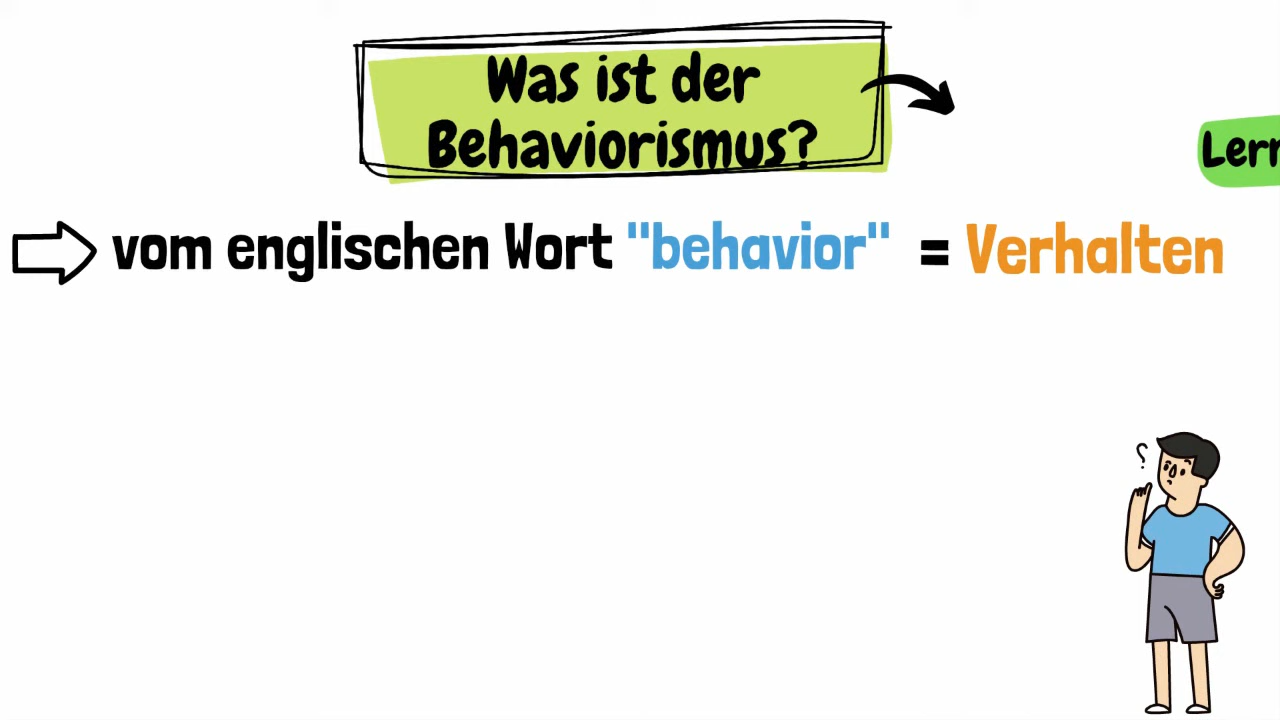 Was ist der
Behaviorismus?
vom englischen Wort "behavior" = Verhalten
?